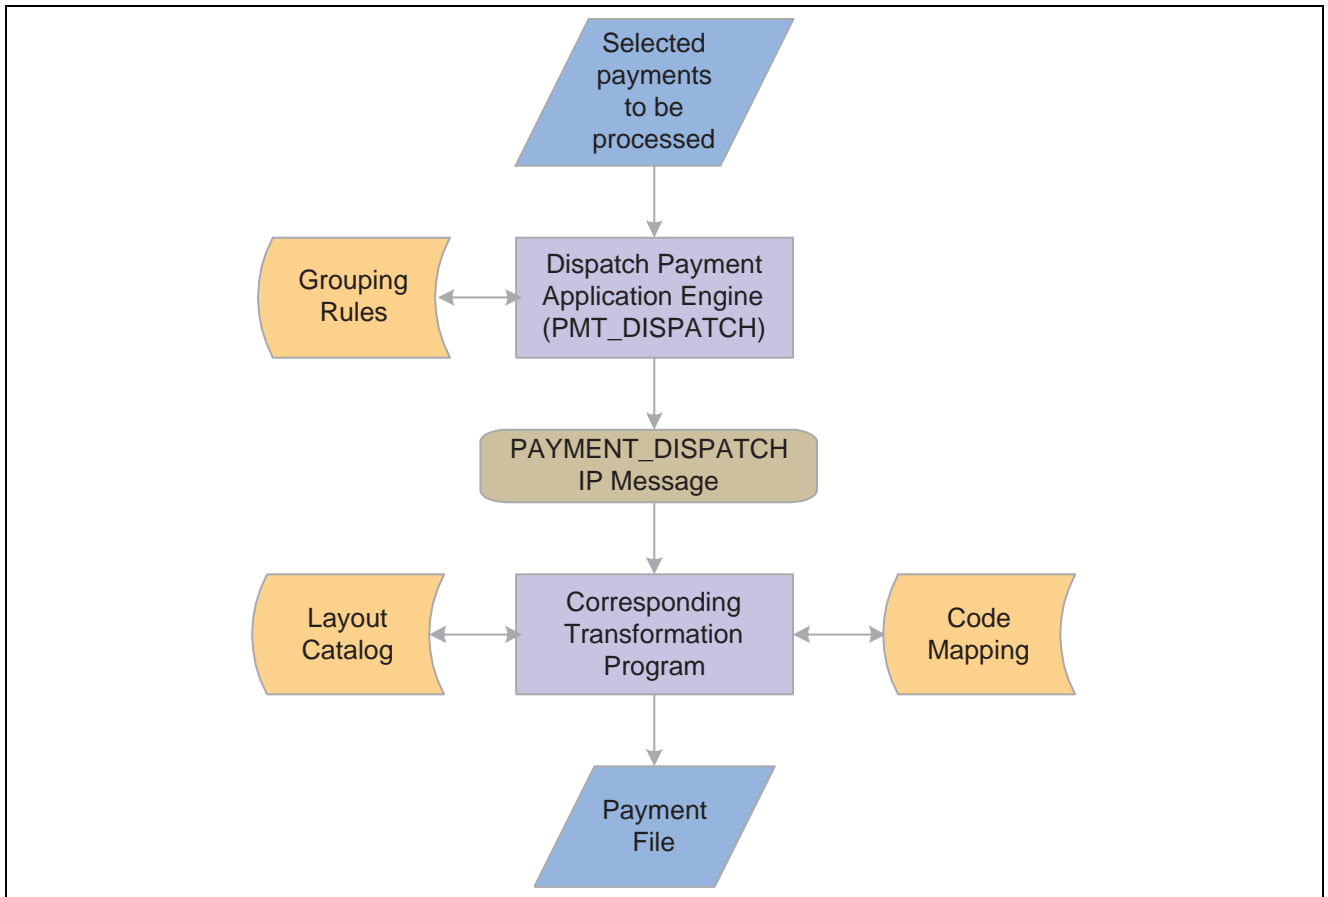 Selected
payments
to be
processed
Grouping
Rules
Dispatch Payment
Application Engine
(PMT_DISPATCH)
PAYMENT_DISPATCH
IP Message
Layout
Catalog
Corresponding
Transformation
Program
Code
Mapping
Payment
File